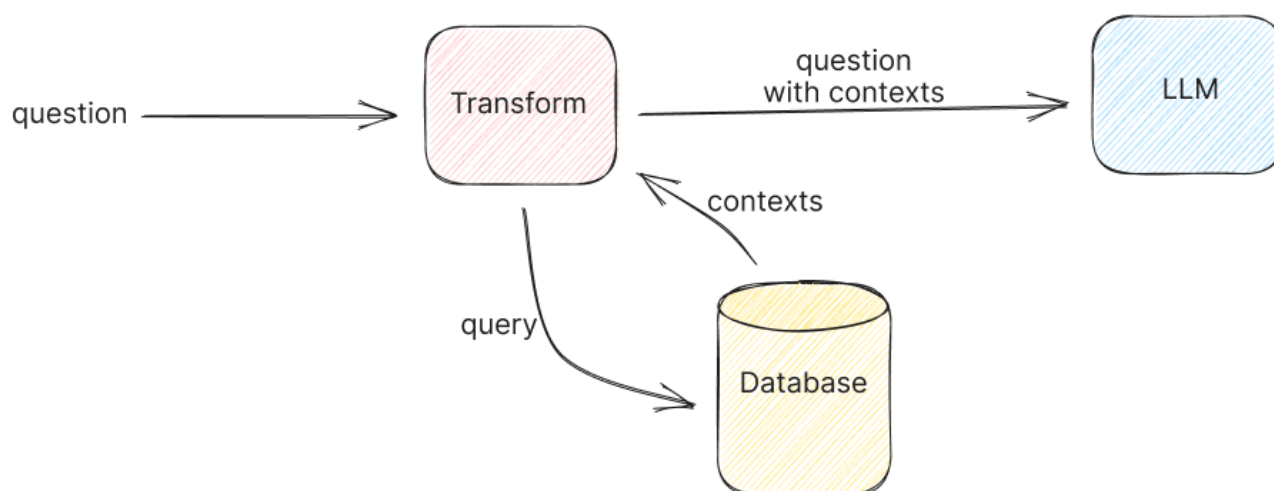 question
Transform
question
with contexts
LLM
contexts
query
Database